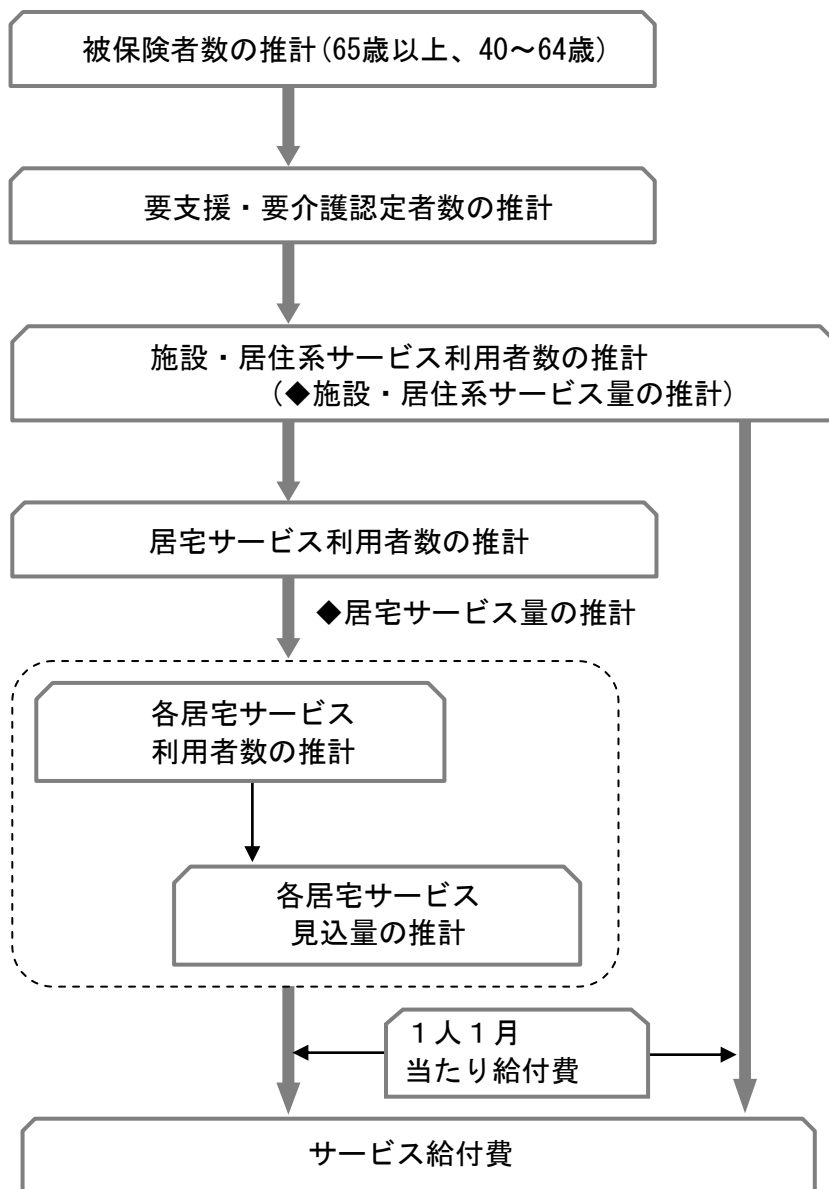 被保険者数の推計(65歳以上、40～64歳)
要支援・要介護認定者数の推計
施設・居住系サービス利用者数の推計
(◆施設・居住系サービス量の推計)
居宅サービス利用者数の推計
◆居宅サービス量の推計
各居宅サービス
利用者数の推計
各居宅サービス
見込量の推計
１人１月
当たり給付費
サービス給付費